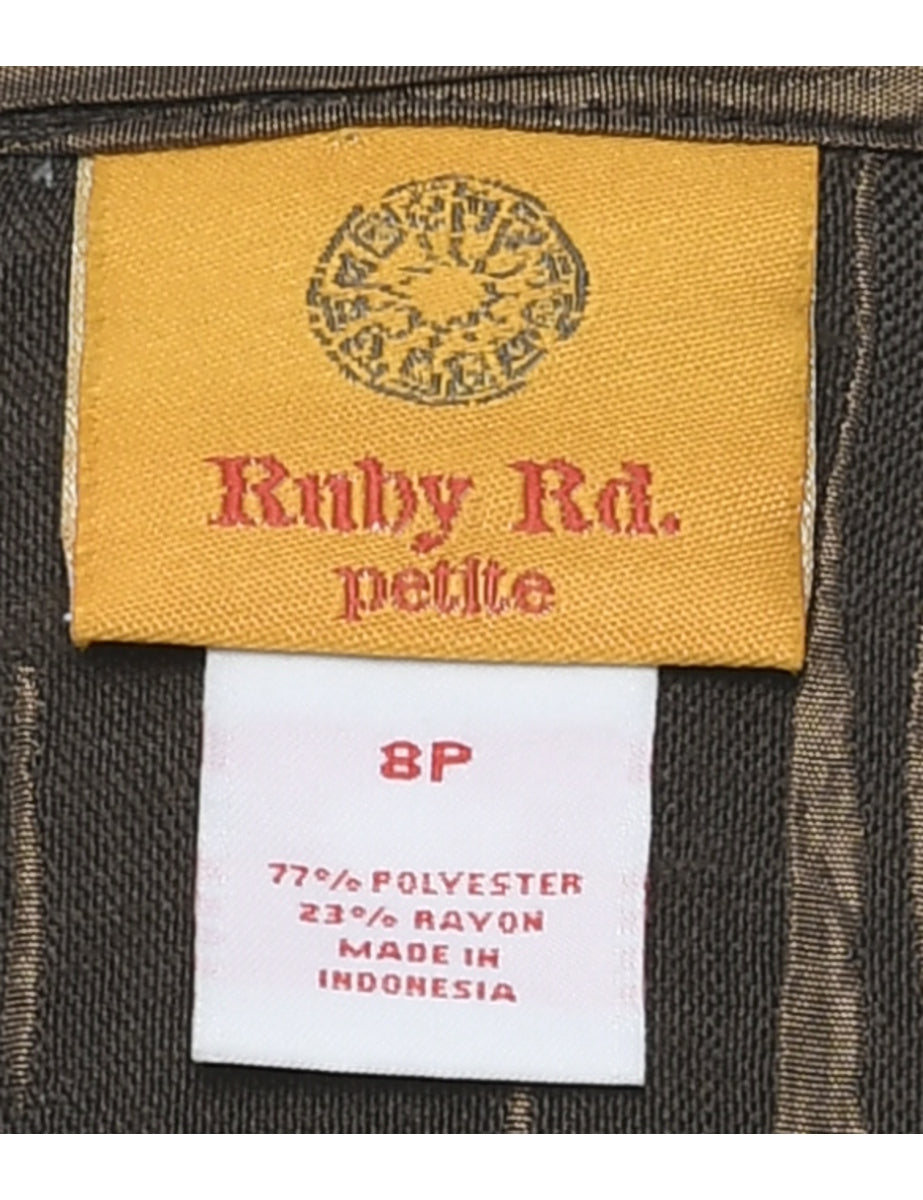 Ruby Rd.
petite
8P
77% POLYESTER
23% RAYON
MADE IN
INDONESIA